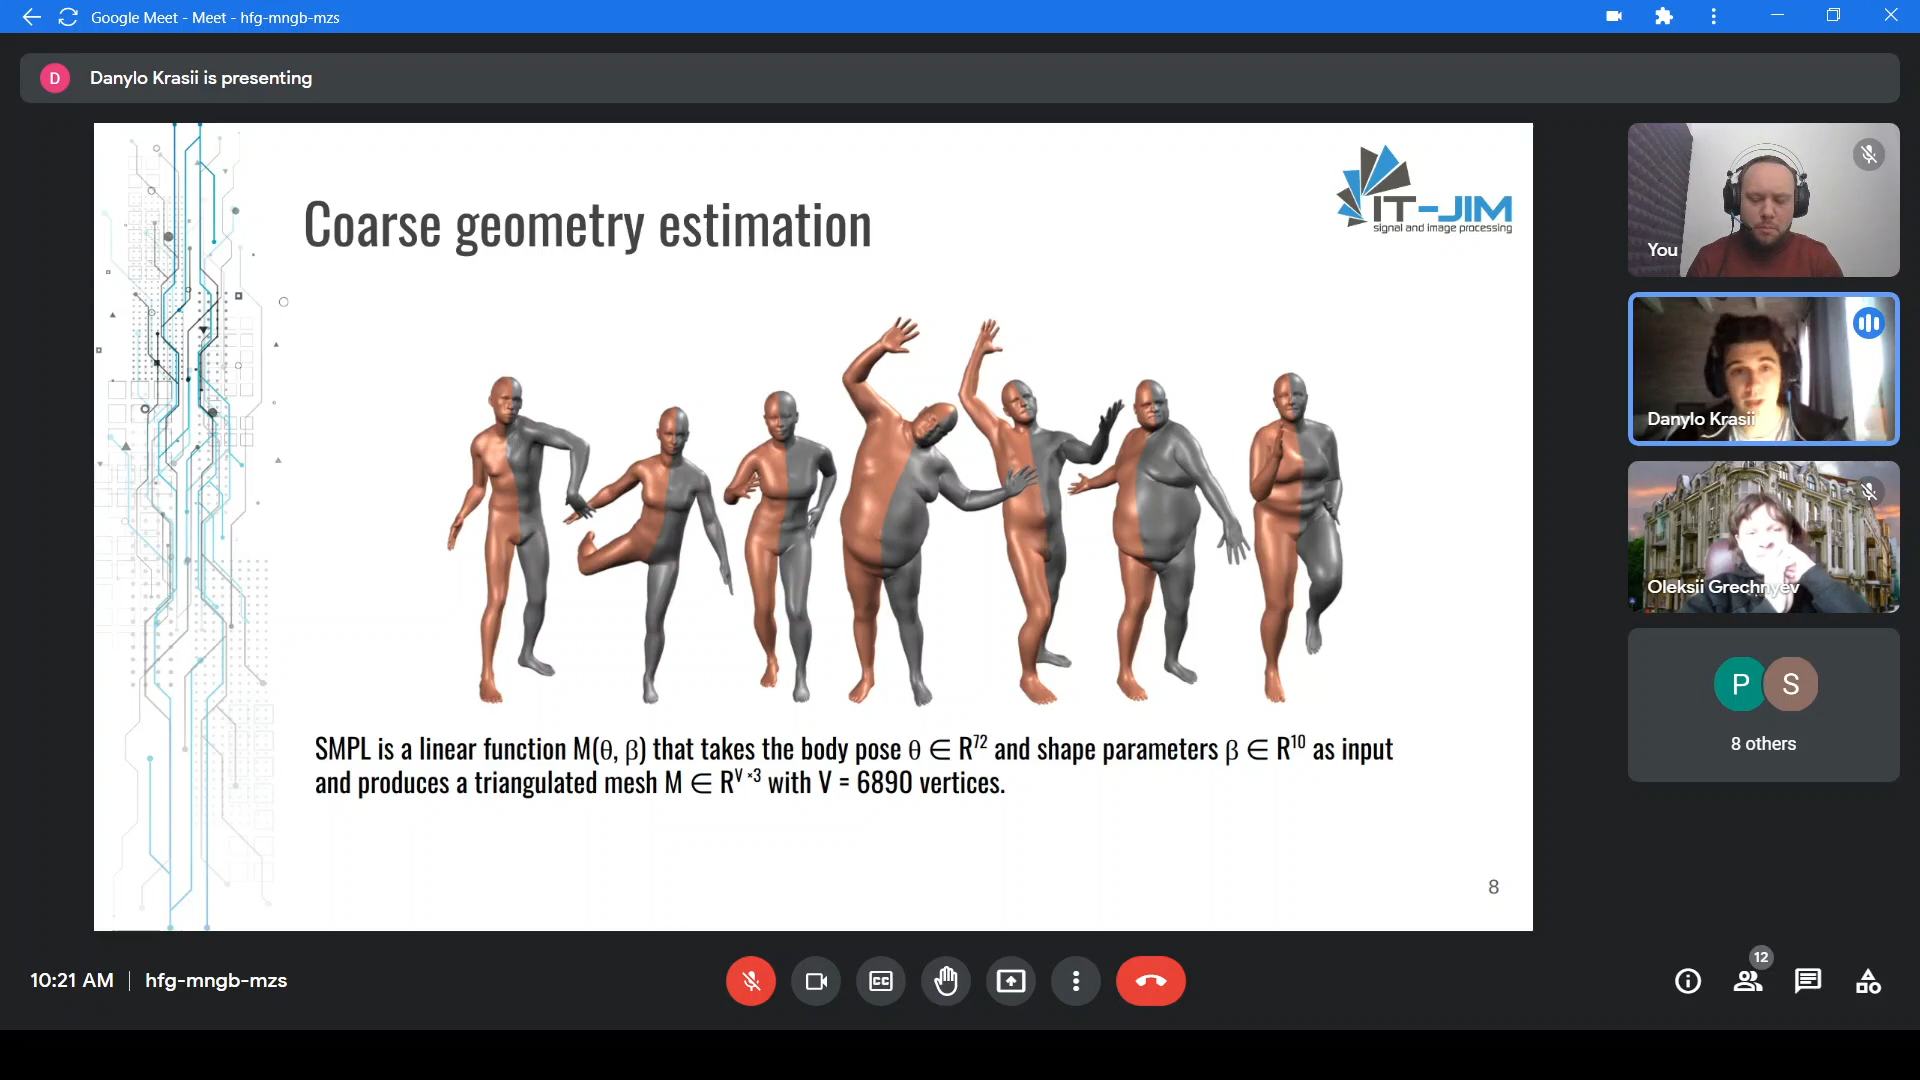 Google Meet - Meet - hfg-mngb-mzs
D
Danylo Krasii is presenting
IT-JIM
signal and image processing
Coarse geometry estimation
SMPL is a linear function M(θ, β) that takes the body pose θ ∈ R⁷² and shape parameters β ∈ R¹⁰ as input
and produces a triangulated mesh M ∈ Rⱽ ˣ³ with V = 6890 vertices.
8
You
Danylo Krasii
Oleksii Grechnyev
P
S
8 others
10:21 AM
hfg-mngb-mzs
CC
12